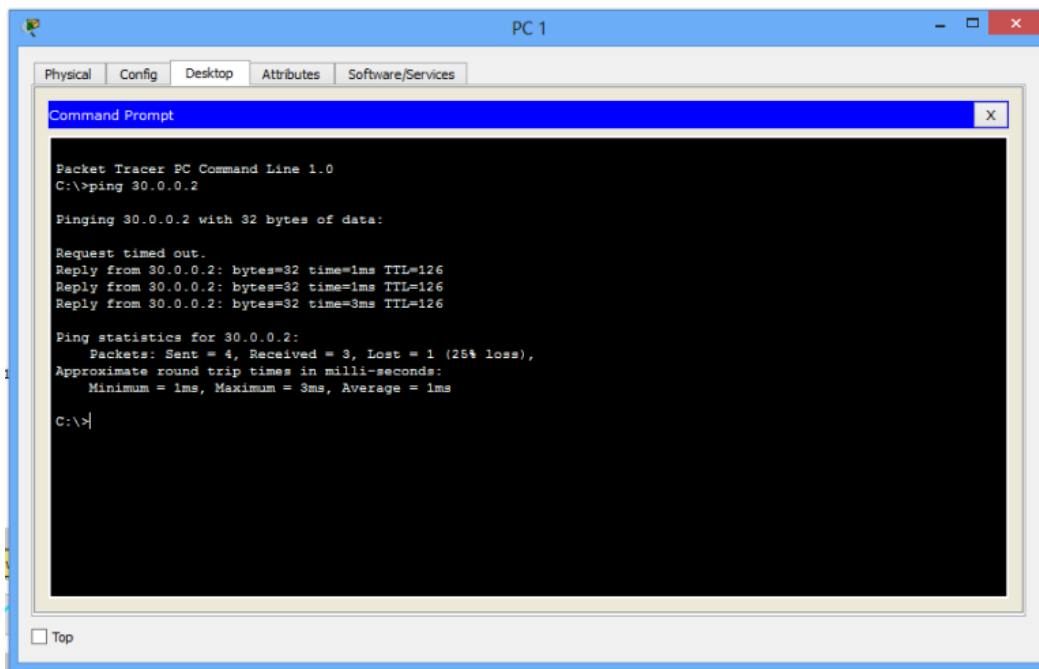 PC 1
Physical Config Desktop Attributes Software/Services
Command Prompt X
Packet Tracer PC Command Line 1.0
C:\>ping 30.0.0.2
Pinging 30.0.0.2 with 32 bytes of data:
Request timed out.
Reply from 30.0.0.2: bytes=32 time=1ms TTL=126
Reply from 30.0.0.2: bytes=32 time=1ms TTL=126
Reply from 30.0.0.2: bytes=32 time=3ms TTL=126
Ping statistics for 30.0.0.2:
Packets: Sent = 4, Received = 3, Lost = 1 (25% loss),
Approximate round trip times in milli-seconds:
Minimum = 1ms, Maximum = 3ms, Average = 1ms
C:\>
Top